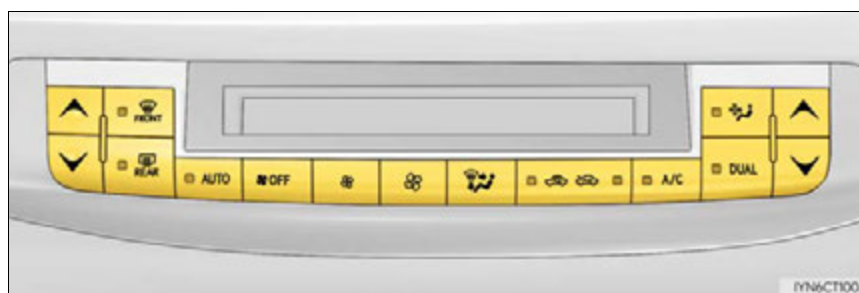 FRONT
REAR
AUTO
OFF
A/C
DUAL
IYN6CT100